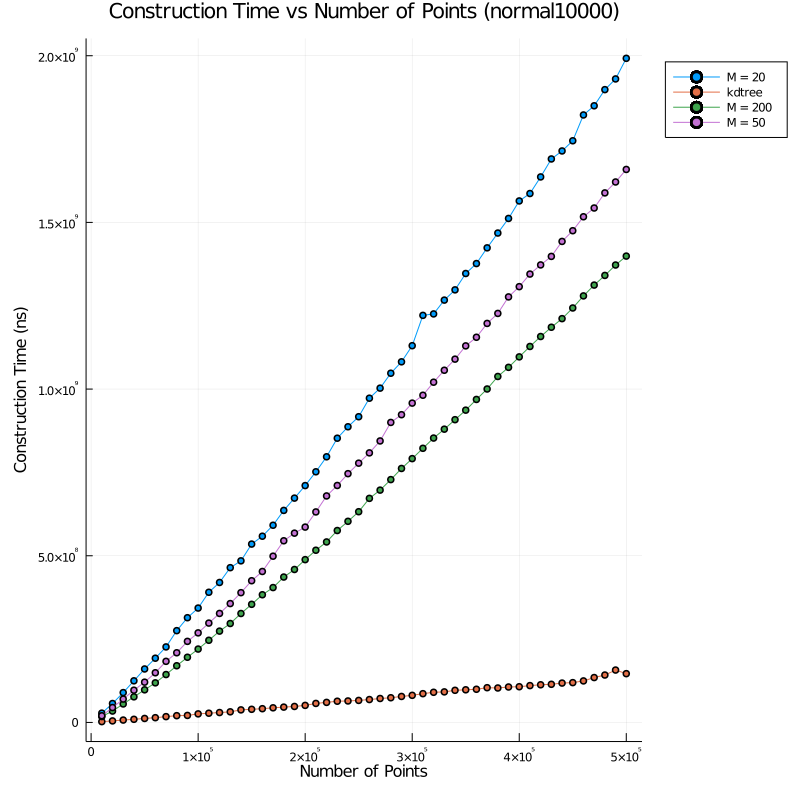 Construction Time vs Number of Points (normal10000)
2.0×10⁹
1.5×10⁹
1.0×10⁹
5.0×10⁸
0
Construction Time (ns)
0
1×10⁵
2×10⁵
3×10⁵
4×10⁵
5×10⁵
Number of Points
M = 20
kdtree
M = 200
M = 50